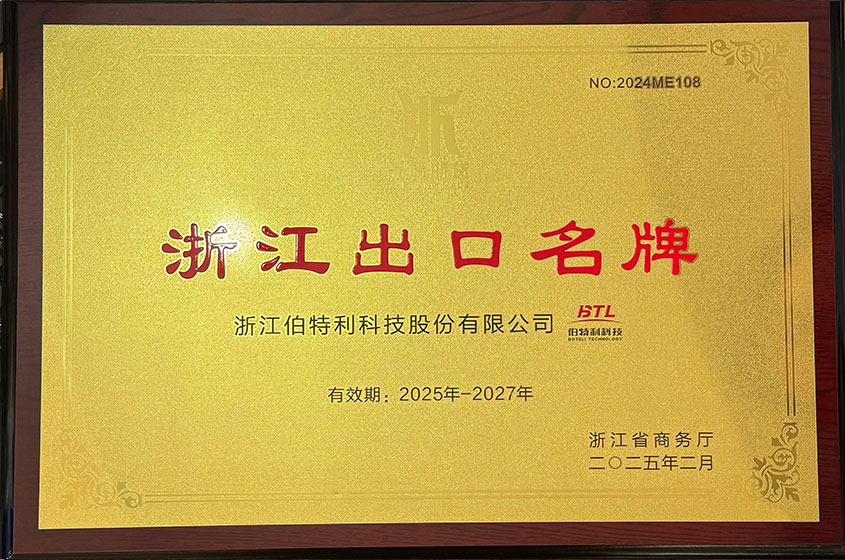 NO:2024ME108
浙江出口名牌
浙江伯特利科技股份有限公司
BTL
伯特利科技
BOTELI TECHNOLOGY
有效期：2025年-2027年
浙江省商务厅
二〇二五年二月